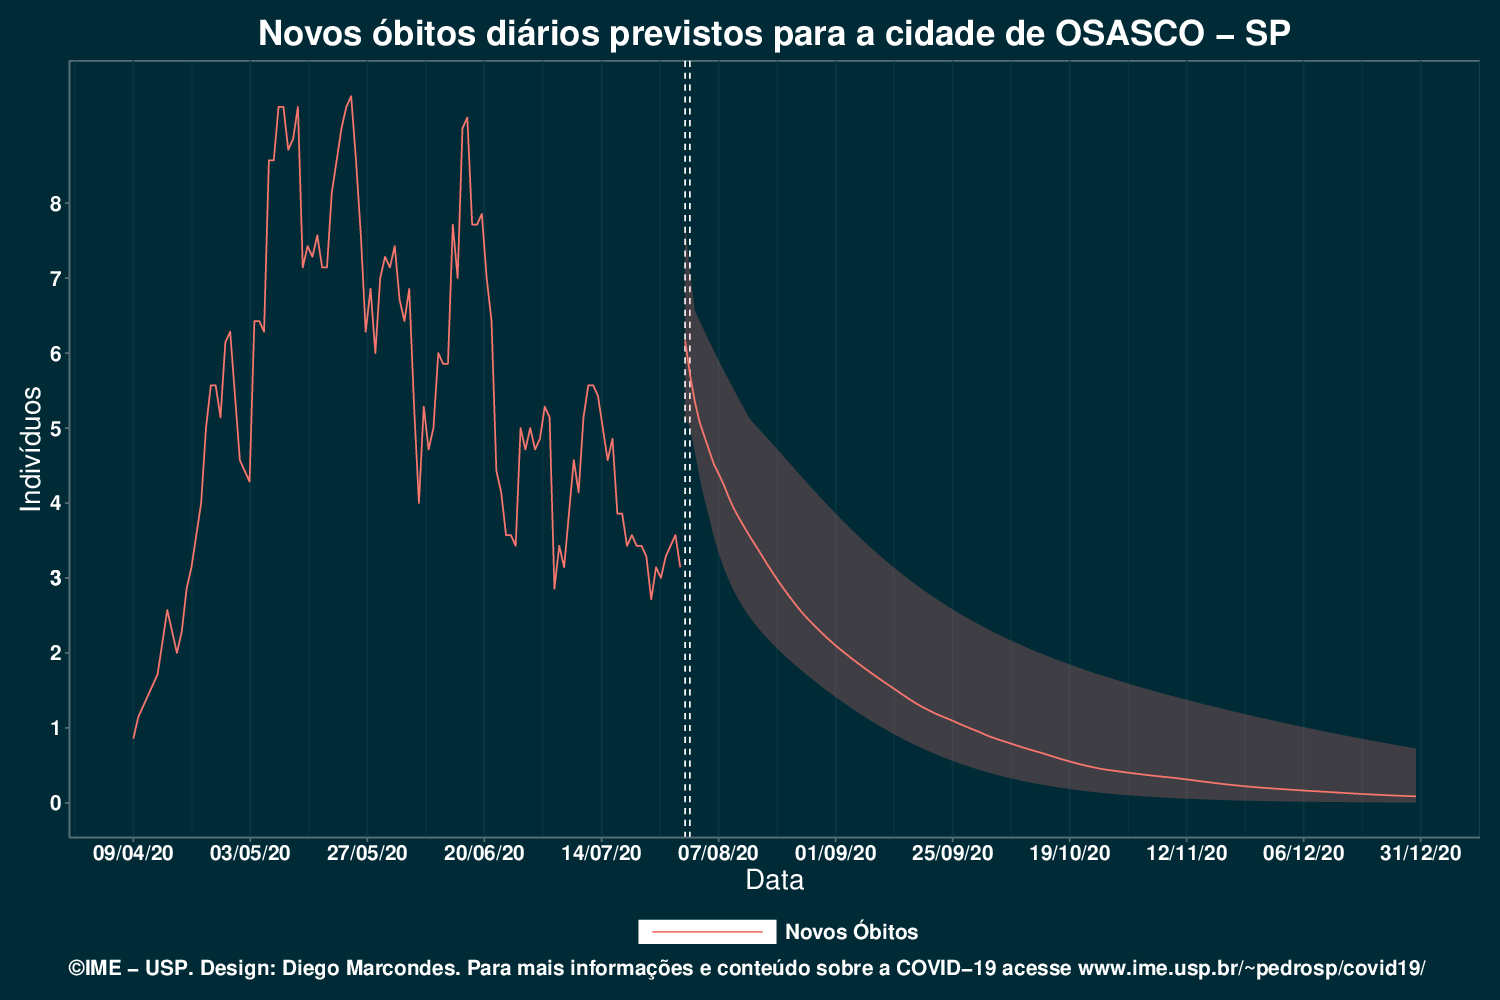 Novos óbitos diários previstos para a cidade de OSASCO – SP
Indivíduos
8
7
6
5
4
3
2
1
0
09/04/20 03/05/20 27/05/20 20/06/20 14/07/20 07/08/20 01/09/20 25/09/20 19/10/20 12/11/20 06/12/20 31/12/20
Data
Novos Óbitos
©IME – USP. Design: Diego Marcondes. Para mais informações e conteúdo sobre a COVID–19 acesse www.ime.usp.br/~pedrosp/covid19/